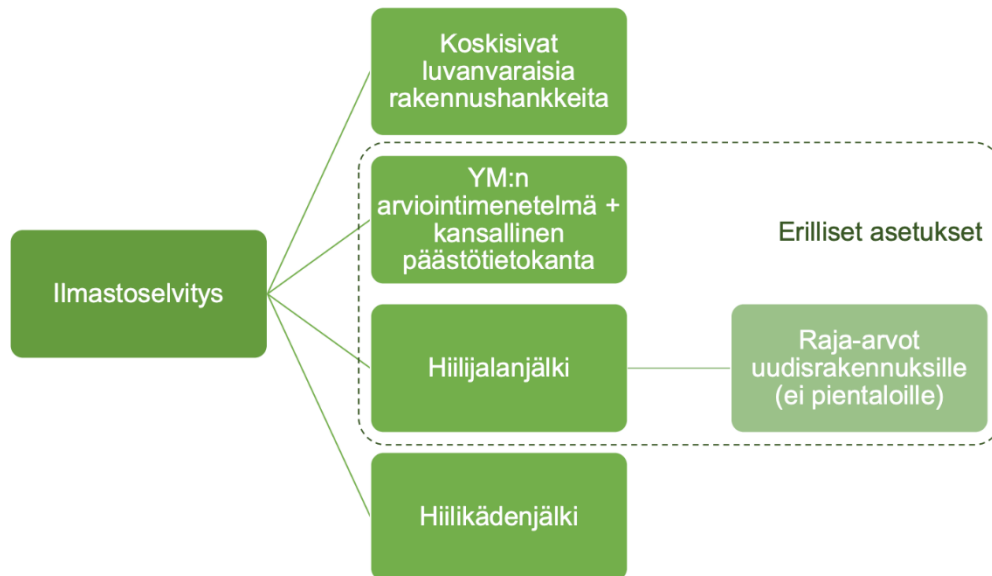 Koskisivat
luvanvaraisia
rakennushankkeita
YM:n
arviointimenetelmä +
kansallinen
päästötietokanta
Erilliset asetukset
Ilmastoselvitys
Hiilijalanjälki
Raja-arvot
uudisrakennuksille
(ei pientaloille)
Hiilikädenjälki